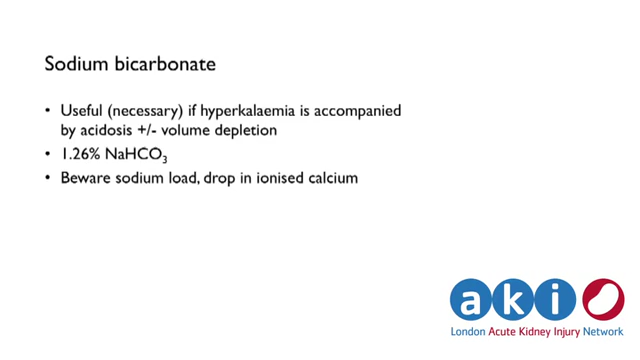 Sodium bicarbonate
• Useful (necessary) if hyperkalaemia is accompanied
by acidosis +/- volume depletion
• 1.26% NaHCO₃
• Beware sodium load, drop in ionised calcium
aki
London Acute Kidney Injury Network